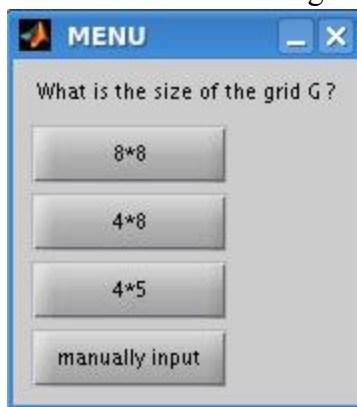 MENU
What is the size of the grid G ?
8*8
4*8
4*5
manually input